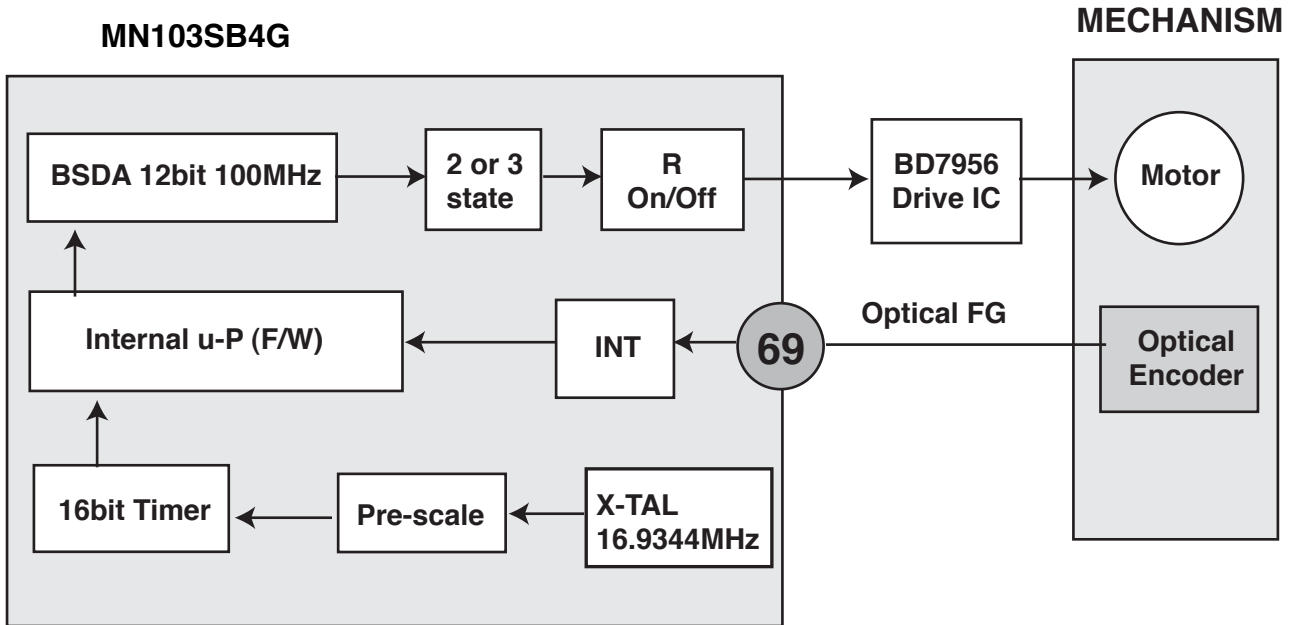 MECHANISM
MN103SB4G
BSDA 12bit 100MHz
2 or 3
state
R
On/Off
BD7956
Drive IC
Motor
Internal u-P (F/W)
INT
69
Optical FG
Optical
Encoder
16bit Timer
Pre-scale
X-TAL
16.9344MHz